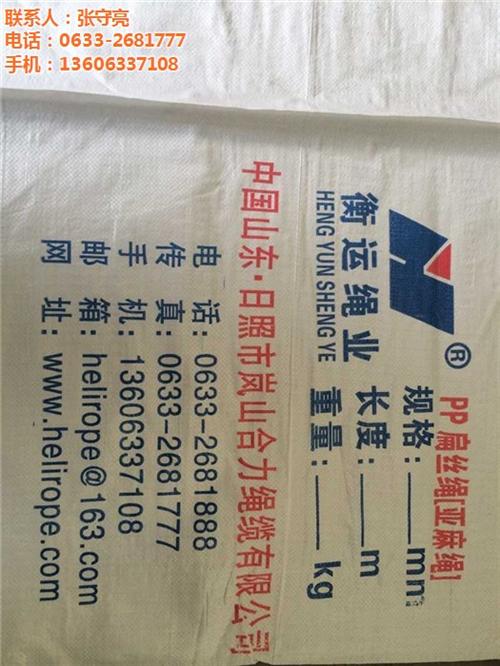 联系人：张守亮
电话：0633-2681777
手机：13606337108
®
衡运绳业
HENG YUN SHENG YE
PP扁丝绳[亚麻绳]
规格：____mm
长度：____m
重量：____kg
中国山东·日照市岚山合力绳缆有限公司
电话：0633-2681888
传真：0633-2681777
手机：13606337108
邮箱：helirope@163.com
网址：www.helirope.com